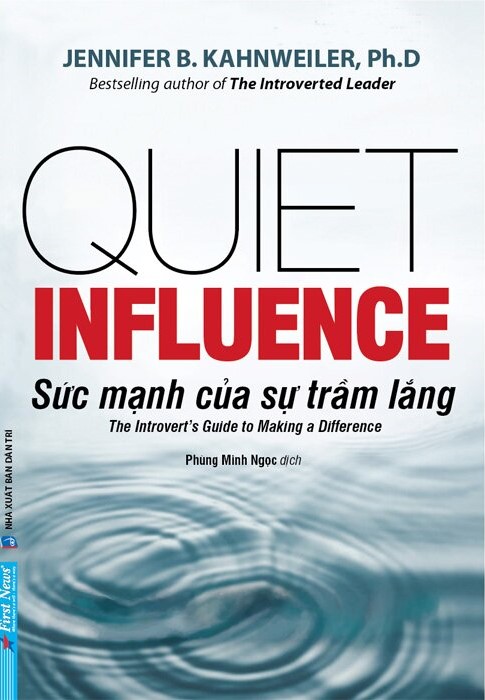 JENNIFER B. KAHNWEILER, Ph.D
Bestselling author of The Introverted Leader
QUIET
INFLUENCE
Sức mạnh của sự trầm lắng
The Introvert's Guide to Making a Difference
Phùng Minh Ngọc dịch
NHÀ XUẤT BẢN DÂN TRÍ
First News